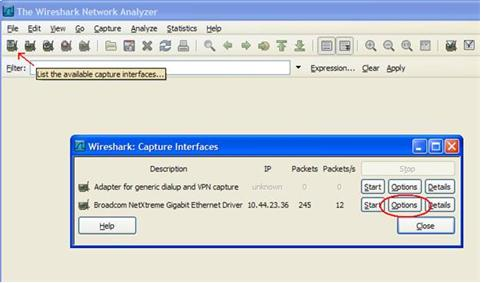 The Wireshark Network Analyzer
File Edit View Go Capture Analyze Statistics Help
Filter: Expression... Clear Apply
List the available capture interfaces...
Wireshark: Capture Interfaces
Description IP Packets Packets/s Stop
Adapter for generic dialup and VPN capture unknown 0 0 Start Options Details
Broadcom NetXtreme Gigabit Ethernet Driver 10.44.23.36 245 12 Start Options Details
Help Close